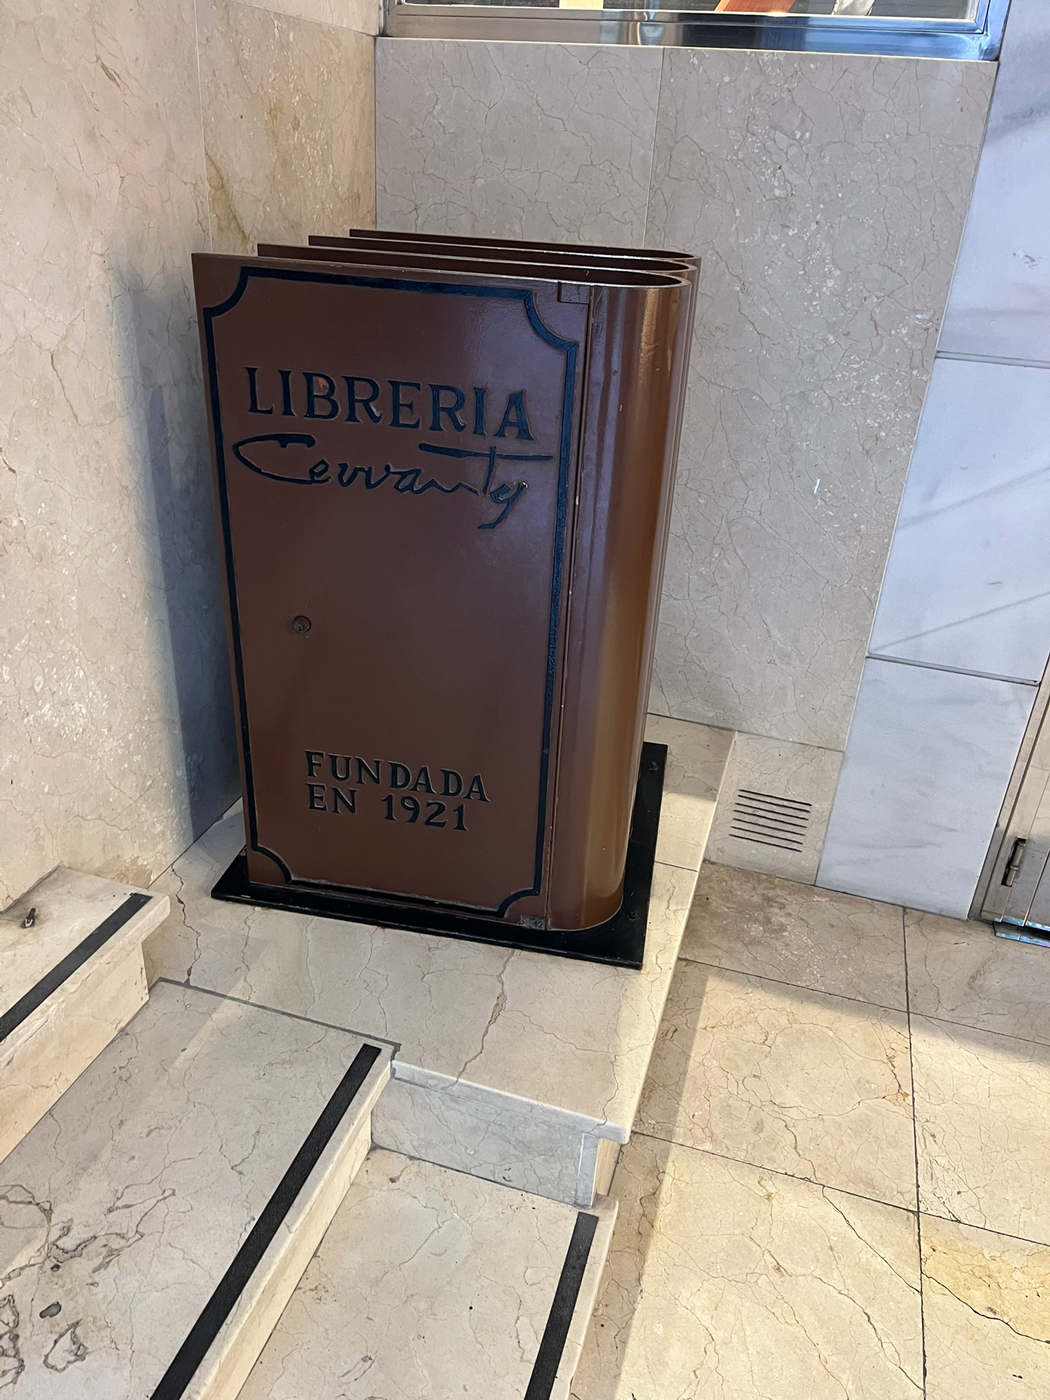 LIBRERIA
Cervantes
FUNDADA
EN 1921